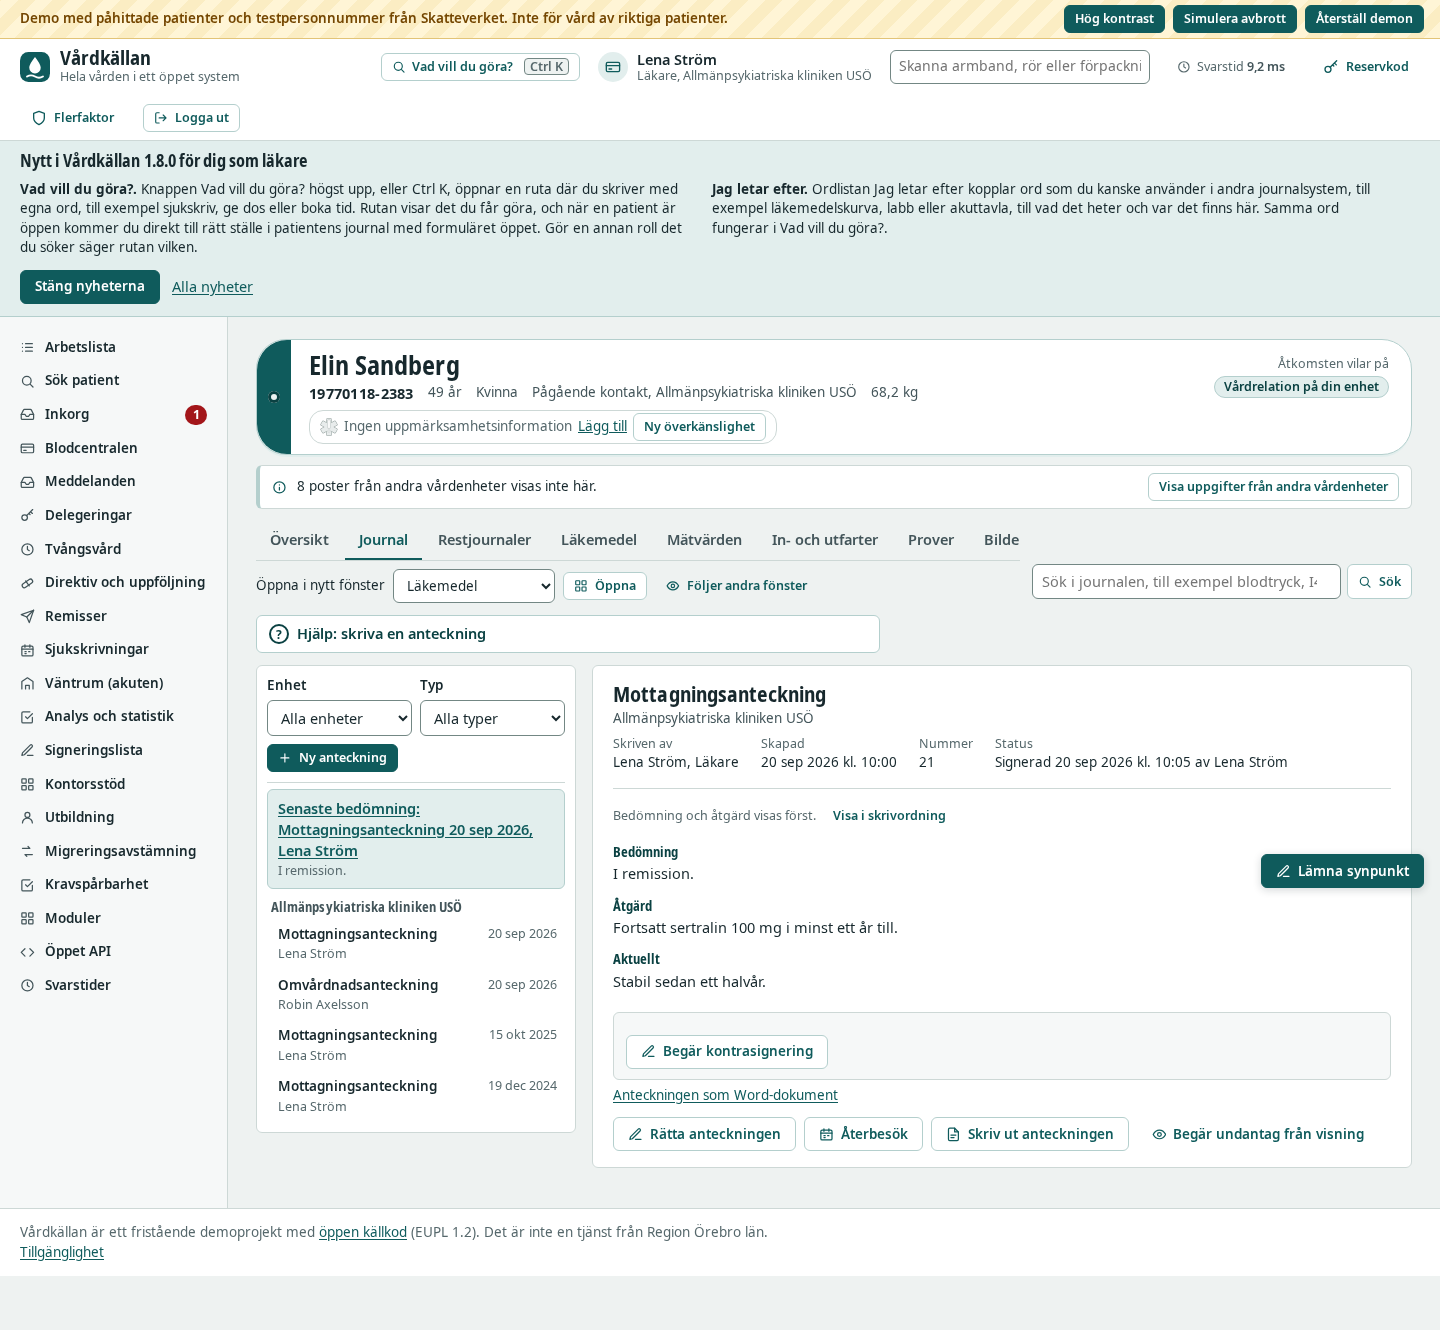 Demo med påhittade patienter och testpersonnummer från Skatteverket. Inte för vård av riktiga patienter.
Hög kontrast
Simulera avbrott
Återställ demon
Vårdkällan
Hela vården i ett öppet system
Vad vill du göra? Ctrl K
Lena Ström
Läkare, Allmänpsykiatriska kliniken USÖ
Skanna armband, rör eller förpackni
Svarstid 9,2 ms
Reservkod
Flerfaktor
Logga ut
Nytt i Vårdkällan 1.8.0 för dig som läkare
Vad vill du göra?. Knappen Vad vill du göra? högst upp, eller Ctrl K, öppnar en ruta där du skriver med
egna ord, till exempel sjukskriv, ge dos eller boka tid. Rutan visar det du får göra, och när en patient är
öppen kommer du direkt till rätt ställe i patientens journal med formuläret öppet. Gör en annan roll det
du söker säger rutan vilken.
Jag letar efter. Ordlistan Jag letar efter kopplar ord som du kanske använder i andra journalsystem, till
exempel läkemedelskurva, labb eller akuttavla, till vad det heter och var det finns här. Samma ord
fungerar i Vad vill du göra?.
Stäng nyheterna
Alla nyheter
Arbetslista
Sök patient
Inkorg 1
Blodcentralen
Meddelanden
Delegeringar
Tvångsvård
Direktiv och uppföljning
Remisser
Sjukskrivningar
Väntrum (akuten)
Analys och statistik
Signeringslista
Kontorsstöd
Utbildning
Migreringsavstämning
Kravspårbarhet
Moduler
Öppet API
Svarstider
Elin Sandberg
19770118-2383 49 år Kvinna Pågående kontakt, Allmänpsykiatriska kliniken USÖ 68,2 kg
Ingen uppmärksamhetsinformation Lägg till Ny överkänslighet
Åtkomsten vilar på
Vårdrelation på din enhet
8 poster från andra vårdenheter visas inte här.
Visa uppgifter från andra vårdenheter
Översikt Journal Restjournaler Läkemedel Mätvärden In- och utfarter Prover Bilde
Öppna i nytt fönster Läkemedel Öppna Följer andra fönster
Sök i journalen, till exempel blodtryck, I4
Sök
? Hjälp: skriva en anteckning
Enhet Typ
Alla enheter Alla typer
Ny anteckning
Senaste bedömning:
Mottagningsanteckning 20 sep 2026,
Lena Ström
I remission.
Allmänpsykiatriska kliniken USÖ
Mottagningsanteckning 20 sep 2026
Lena Ström
Omvårdnadsanteckning 20 sep 2026
Robin Axelsson
Mottagningsanteckning 15 okt 2025
Lena Ström
Mottagningsanteckning 19 dec 2024
Lena Ström
Mottagningsanteckning
Allmänpsykiatriska kliniken USÖ
Skriven av Skapad Nummer Status
Lena Ström, Läkare 20 sep 2026 kl. 10:00 21 Signerad 20 sep 2026 kl. 10:05 av Lena Ström
Bedömning och åtgärd visas först. Visa i skrivordning
Bedömning
I remission.
Åtgärd
Fortsatt sertralin 100 mg i minst ett år till.
Aktuellt
Stabil sedan ett halvår.
Lämna synpunkt
Begär kontrasignering
Anteckningen som Word-dokument
Rätta anteckningen Återbesök Skriv ut anteckningen Begär undantag från visning
Vårdkällan är ett fristående demoprojekt med öppen källkod (EUPL 1.2). Det är inte en tjänst från Region Örebro län.
Tillgänglighet